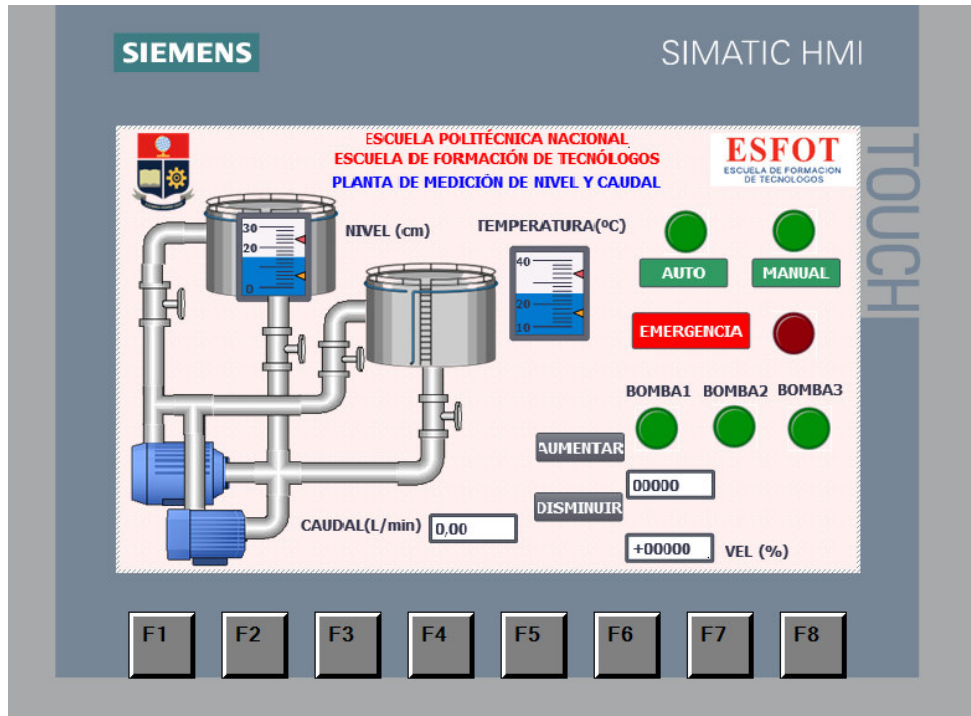 SIEMENS
SIMATIC HMI
TOUCH
ESCUELA POLITÉCNICA NACIONAL
ESCUELA DE FORMACIÓN DE TECNÓLOGOS
PLANTA DE MEDICIÓN DE NIVEL Y CAUDAL
ESFOT
ESCUELA DE FORMACION
DE TECNOLOGOS
NIVEL (cm)
30
20
0
TEMPERATURA(ºC)
40
20
10
AUTO
MANUAL
EMERGENCIA
BOMBA1 BOMBA2 BOMBA3
AUMENTAR
00000
DISMINUIR
CAUDAL(L/min) 0,00
+00000 VEL (%)
F1 F2 F3 F4 F5 F6 F7 F8